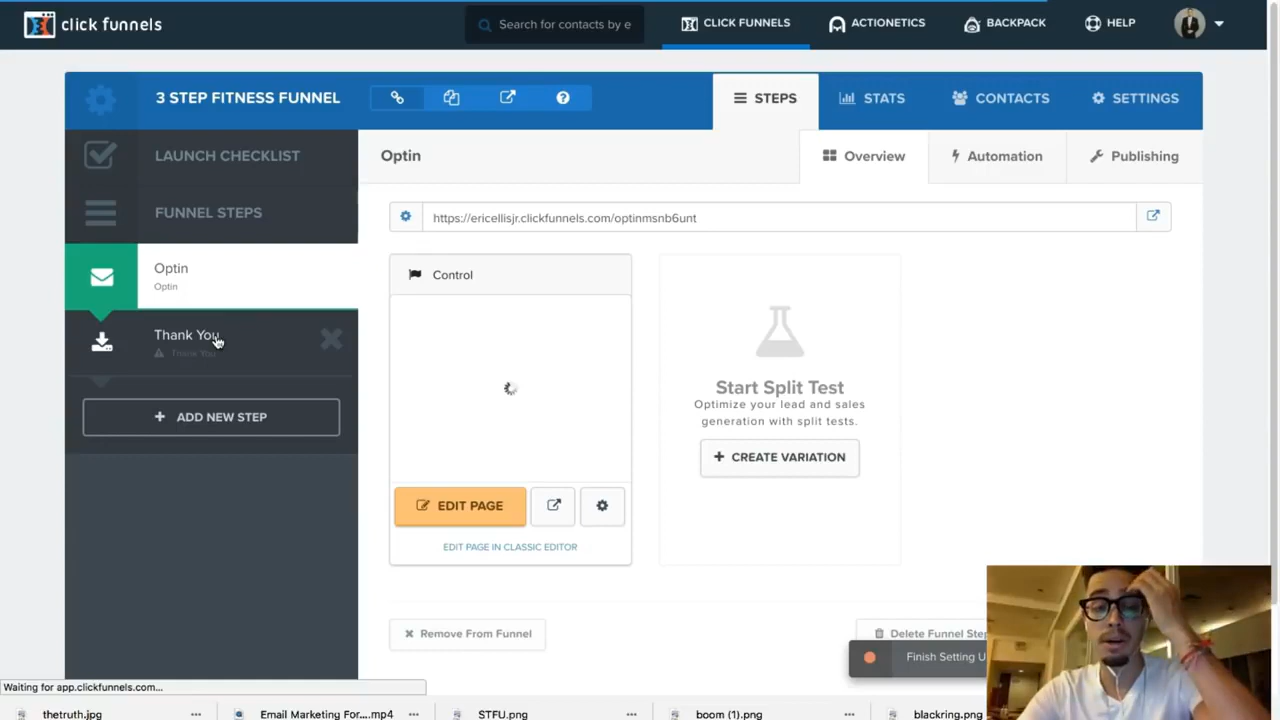 click funnels
Search for contacts by e
CLICK FUNNELS
ACTIONETICS
BACKPACK
HELP
3 STEP FITNESS FUNNEL
STEPS
STATS
CONTACTS
SETTINGS
LAUNCH CHECKLIST
Optin
Overview
Automation
Publishing
FUNNEL STEPS
https://ericellisjr.clickfunnels.com/optinmsnb6unt
Optin
Optin
Control
Thank You
Thank You
Start Split Test
Optimize your lead and sales
generation with split tests.
ADD NEW STEP
CREATE VARIATION
EDIT PAGE
EDIT PAGE IN CLASSIC EDITOR
Remove From Funnel
Delete Funnel Step
Finish Setting U
Waiting for app.clickfunnels.com...
thetruth.jpg
Email Marketing For....mp4
STFU.png
boom (1).png
blackring.png